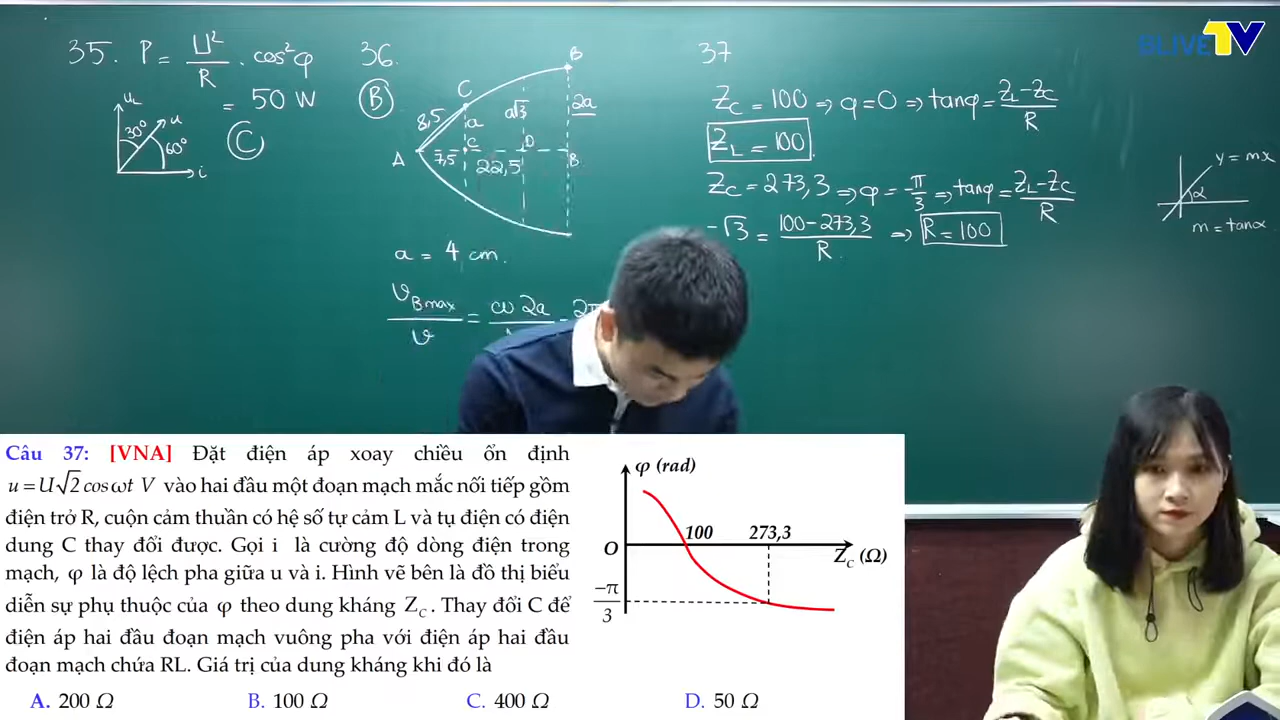 BLIVE TV
35. P = U²/R . cos²φ
= 50 W
C
u_L
30°
u
60°
i
36.
B
B
C
8,5
a
a√3
2a
A
7,5
C
22,5
D
B
a = 4 cm.
v_Bmax / v = ω2a
37
Z_C = 100 ⇒ φ = 0 ⇒ tanφ = (Z_L - Z_C)/R
Z_L = 100
Z_C = 273,3 ⇒ φ = -π/3 ⇒ tanφ = (Z_L - Z_C)/R
-√3 = (100 - 273,3)/R ⇒ R = 100
y = mx
α
m = tanα
Câu 37: [VNA] Đặt điện áp xoay chiều ổn định
u = U√2 cos ωt V vào hai đầu một đoạn mạch mắc nối tiếp gồm
điện trở R, cuộn cảm thuần có hệ số tự cảm L và tụ điện có điện
dung C thay đổi được. Gọi i là cường độ dòng điện trong
mạch, φ là độ lệch pha giữa u và i. Hình vẽ bên là đồ thị biểu
diễn sự phụ thuộc của φ theo dung kháng Z_C. Thay đổi C để
điện áp hai đầu đoạn mạch vuông pha với điện áp hai đầu
đoạn mạch chứa RL. Giá trị của dung kháng khi đó là
A. 200 Ω B. 100 Ω C. 400 Ω D. 50 Ω
φ (rad)
100 273,3
O
Z_C (Ω)
-π/3